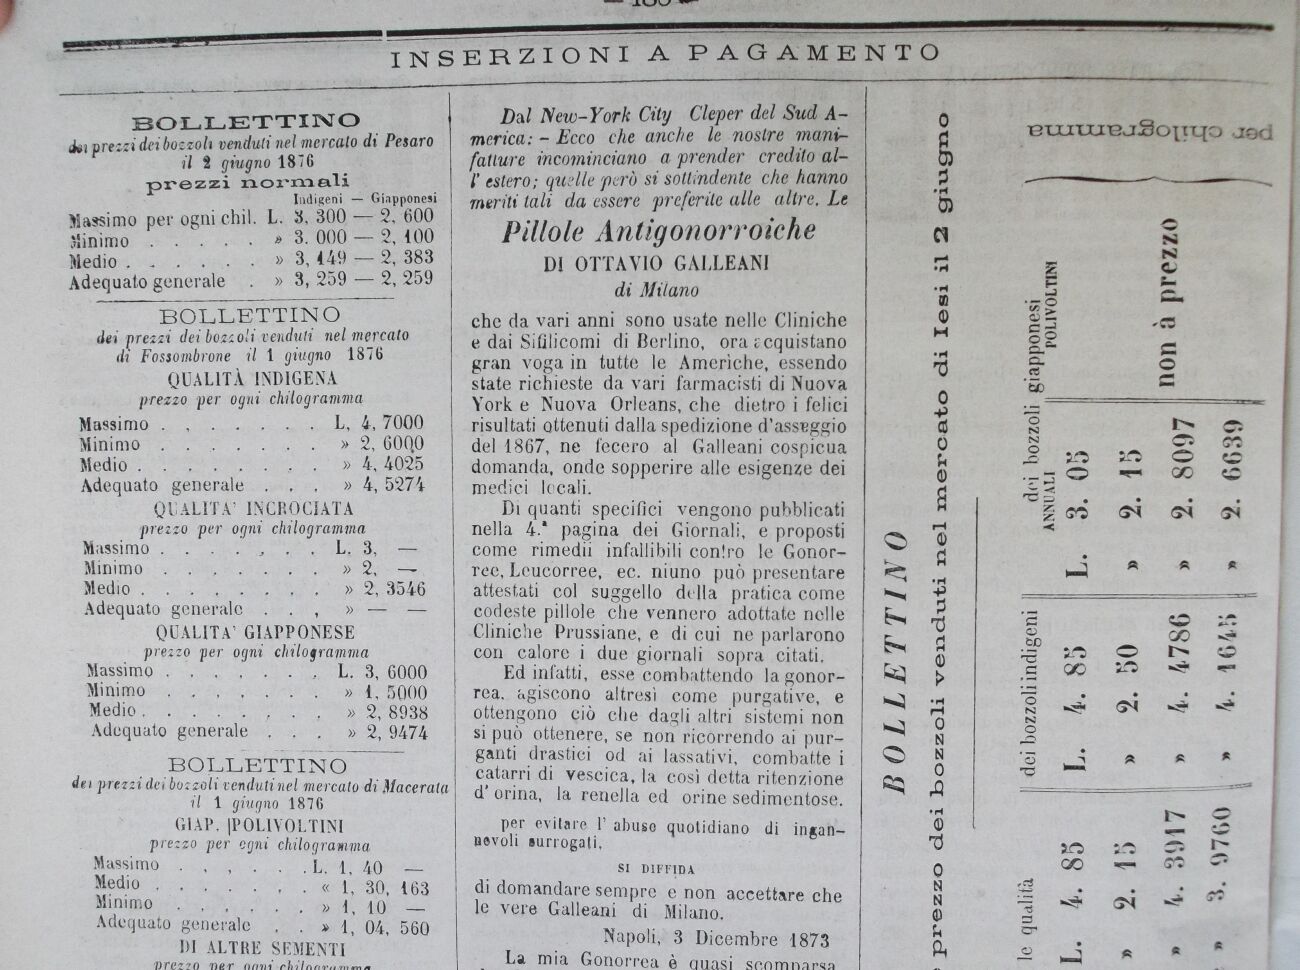 INSERZIONI A PAGAMENTO
BOLLETTINO
dei prezzi dei bozzoli venduti nel mercato di Pesaro
il 2 giugno 1876
prezzi normali
Indigeni — Giapponesi
Massimo per ogni chil. L. 3, 300 — 2, 600
Minimo . . . . . » 3. 000 — 2, 100
Medio . . . . . . » 3, 149 — 2, 383
Adequato generale . » 3, 259 — 2, 259
BOLLETTINO
dei prezzi dei bozzoli venduti nel mercato
di Fossombrone il 1 giugno 1876
QUALITÀ INDIGENA
prezzo per ogni chilogramma
Massimo . . . . . . . L, 4, 7000
Minimo . . . . . . . » 2, 6000
Medio . . . . . . . . » 4, 4025
Adequato generale . . . » 4, 5274
QUALITA' INCROCIATA
prezzo per ogni chilogramma
Massimo . . . . . . . L. 3, —
Minimo . . . . . . . » 2, —
Medio . . . . . . . . » 2, 3546
Adequato generale . . , » — —
QUALITA' GIAPPONESE
prezzo per ogni chilogramma
Massimo . . . . . . . L. 3, 6000
Minimo . . . . . . . » 1, 5000
Medio . . . . . . . . » 2, 8938
Adequato generale . . . » 2, 9474
BOLLETTINO
dei prezzi dei bozzoli venduti nel mercato di Macerata
il 1 giugno 1876
GIAP. POLIVOLTINI
prezzo per ogni chilogramma
Massimo . . , . . . L. 1, 40 —
Medio . . . . . . . « 1, 30, 163
Minimo . . . . . . » 1, 10 —
Adequato generale . . » 1, 04, 560
DI ALTRE SEMENTI
prezzo per ogni chilogramma
Dal New-York City Cleper del Sud A-
merica: - Ecco che anche le nostre mani-
fatture incominciano a prender credito al-
l' estero; quelle però si sottindente che hanno
meriti tali da essere preferite alle altre. Le
Pillole Antigonorroiche
DI OTTAVIO GALLEANI
di Milano
che da vari anni sono usate nelle Cliniche
e dai Sifilicomi di Berlino, ora acquistano
gran voga in tutte le Americhe, essendo
state richieste da vari farmacisti di Nuova
York e Nuova Orleans, che dietro i felici
risultati ottenuti dalla spedizione d'assaggio
del 1867, ne fecero al Galleani cospicua
domanda, onde sopperire alle esigenze dei
medici locali.
Di quanti specifici vengono pubblicati
nella 4.ª pagina dei Giornali, e proposti
come rimedii infallibili contro le Gonor-
ree, Leucorree, ec. niuno può presentare
attestati col suggello della pratica come
codeste pillole che vennero adottate nelle
Cliniche Prussiane, e di cui ne parlarono
con calore i due giornali sopra citati.
Ed infatti, esse combattendo la gonor-
rea, agiscono altresì come purgative, e
ottengono ciò che dagli altri sistemi non
si può ottenere, se non ricorrendo ai pur-
ganti drastici od ai lassativi, combatte i
catarri di vescica, la così detta ritenzione
d' orina, la renella ed orine sedimentose.
per evitare l' abuso quotidiano di ingan-
nevoli surrogati,
SI DIFFIDA
di domandare sempre e non accettare che
le vere Galleani di Milano.
Napoli, 3 Dicembre 1873
La mia Gonorrea è quasi scomparsa
BOLLETTINO
prezzo dei bozzoli venduti nel mercato di Iesi il 2 giugno
per chilogramma
le qualità
L. 4. 85
» 2. 15
» 4. 3917
» 3. 9760
dei bozzoli indigeni
L. 4. 85
» 2. 50
» 4. 4786
» 4. 1645
dei bozzoli giapponesi
ANNUALI
L. 3. 05
» 2. 15
» 2. 8097
» 2. 6639
POLIVOLTINI
non à prezzo